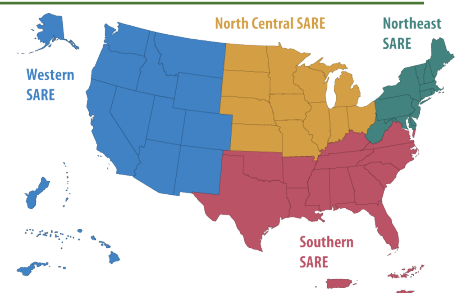 North Central SARE
Northeast
SARE
Western
SARE
Southern
SARE